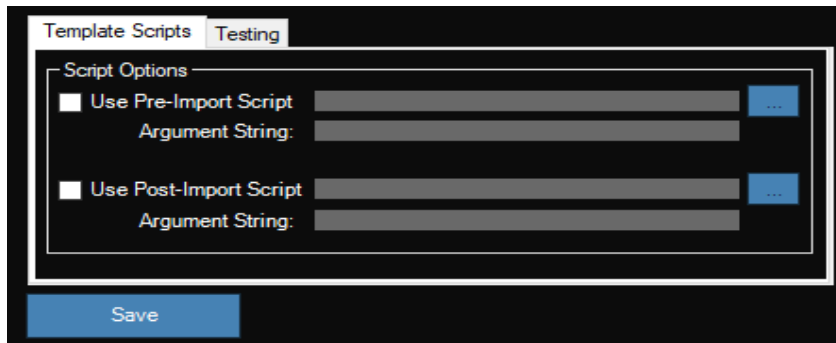 Template Scripts Testing
Script Options
Use Pre-Import Script ...
Argument String:
Use Post-Import Script ...
Argument String:
Save